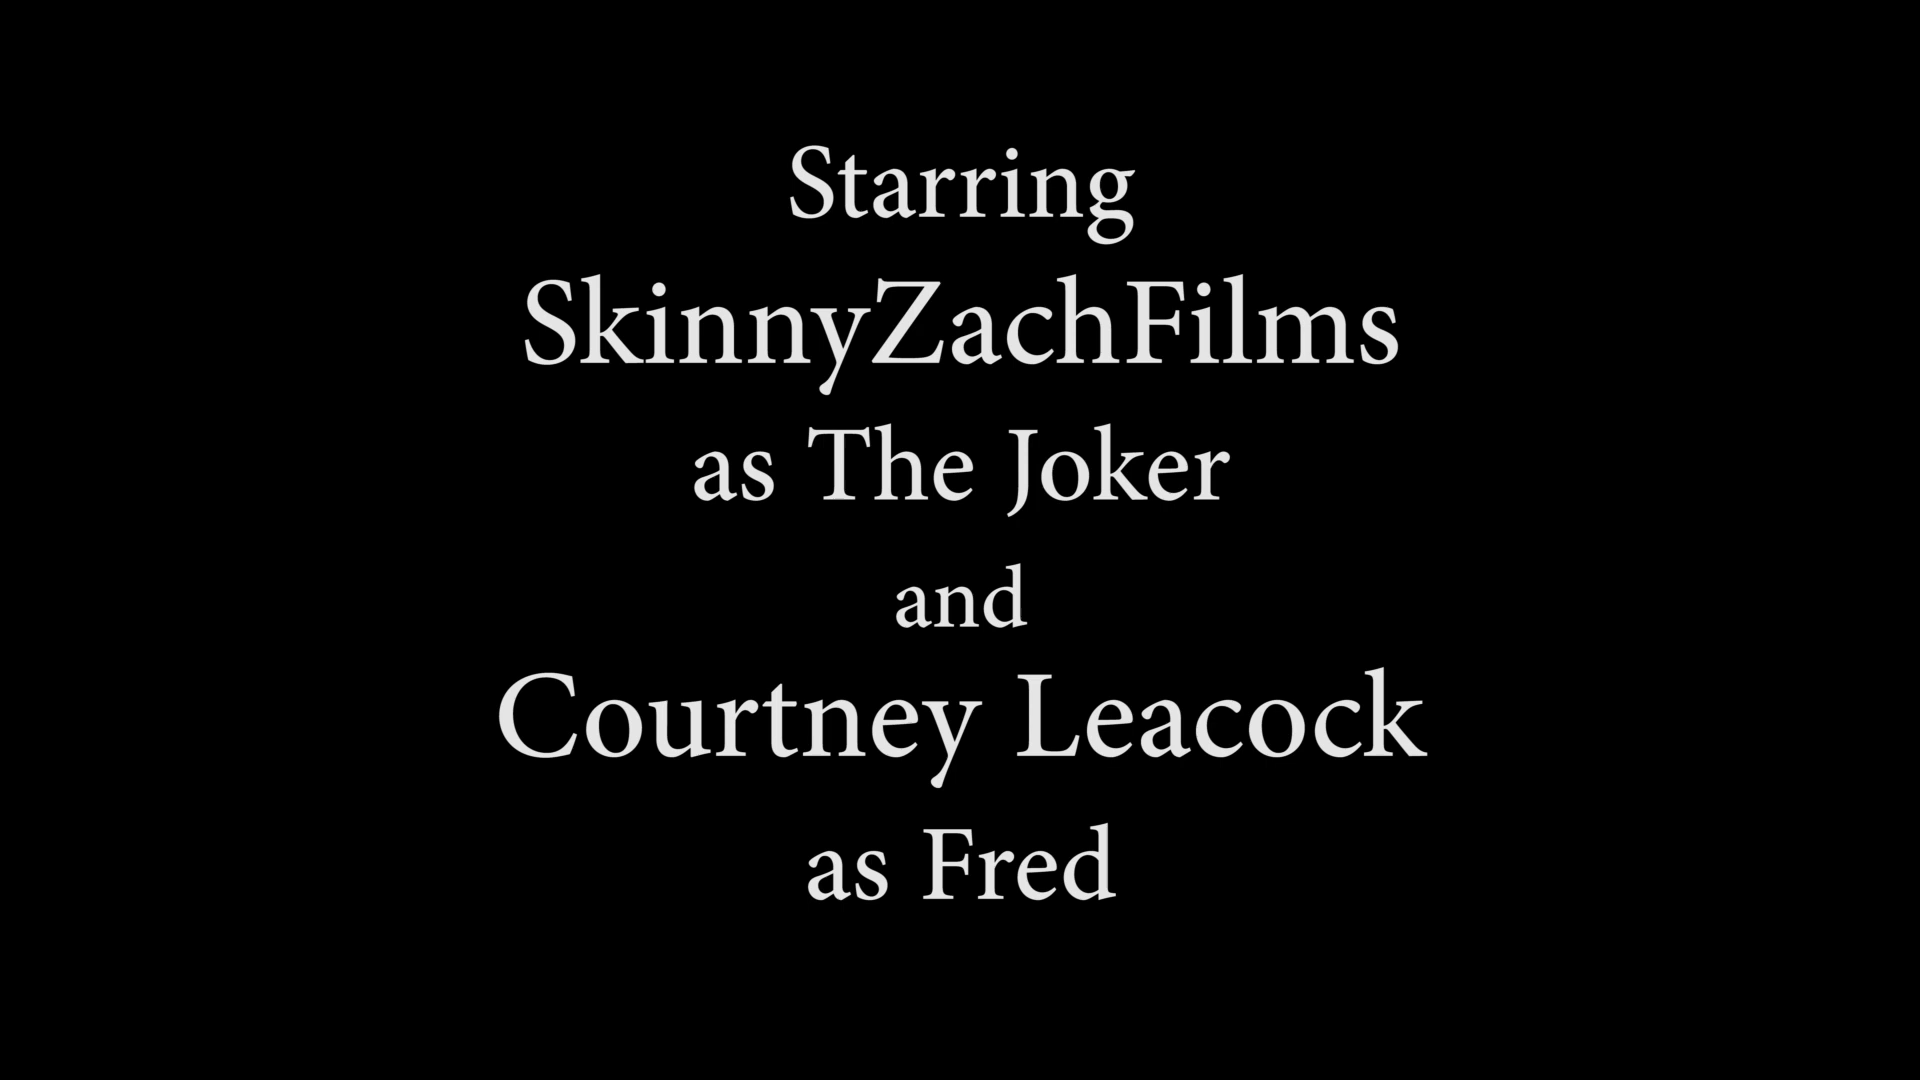 Starring
SkinnyZachFilms
as The Joker
and
Courtney Leacock
as Fred